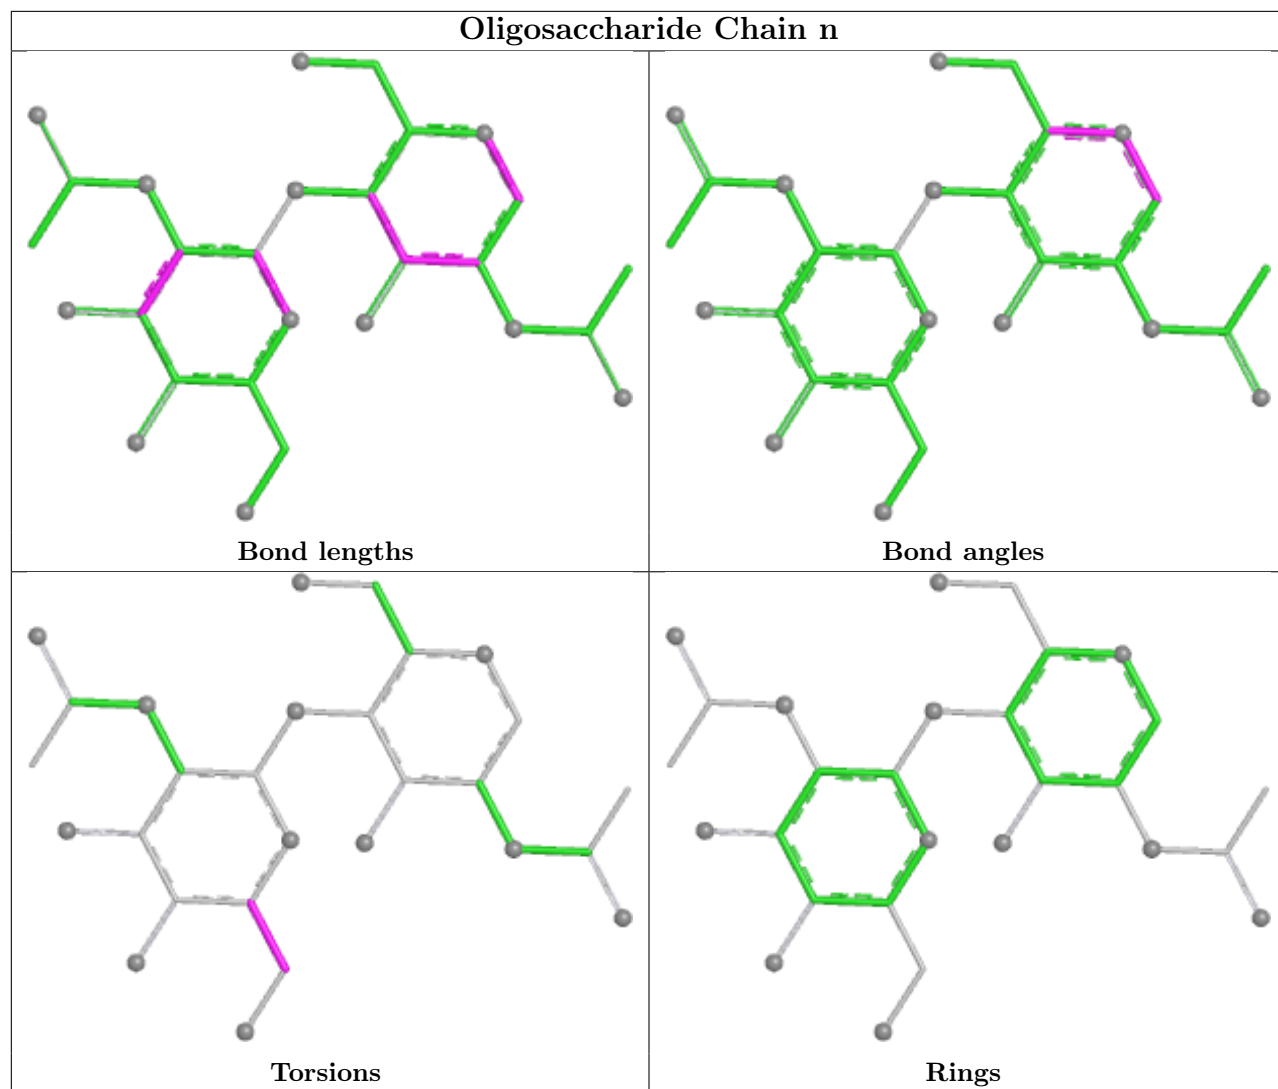 Oligosaccharide Chain n
Bond lengths
Bond angles
Torsions
Rings